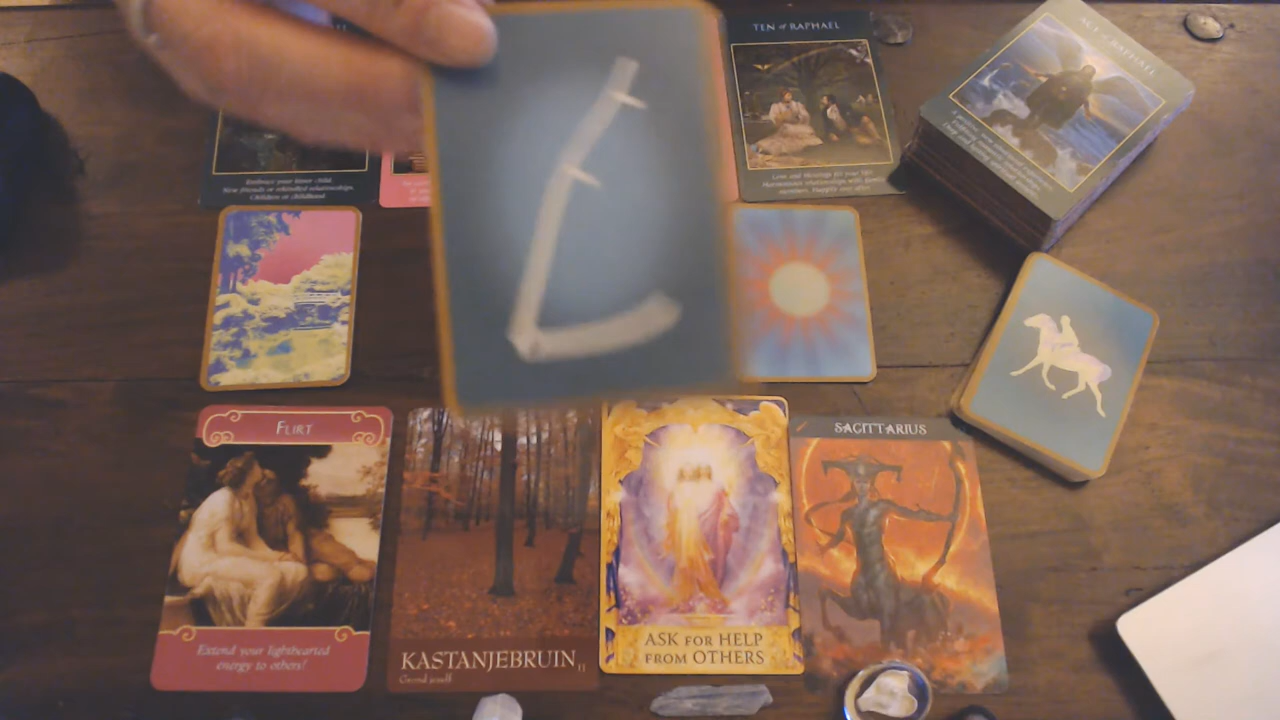 TEN of RAPHAEL
ACE of RAPHAEL
Embrace your inner child.
New friends or rekindled relationships.
Children or childhood
Love and blessings fill your life.
Harmonious relationships with family
members. Happily ever after.
FLIRT
Extend your lighthearted
energy to others!
KASTANJEBRUIN
Grond jezelf
ASK FOR HELP
FROM OTHERS
SAGITTARIUS